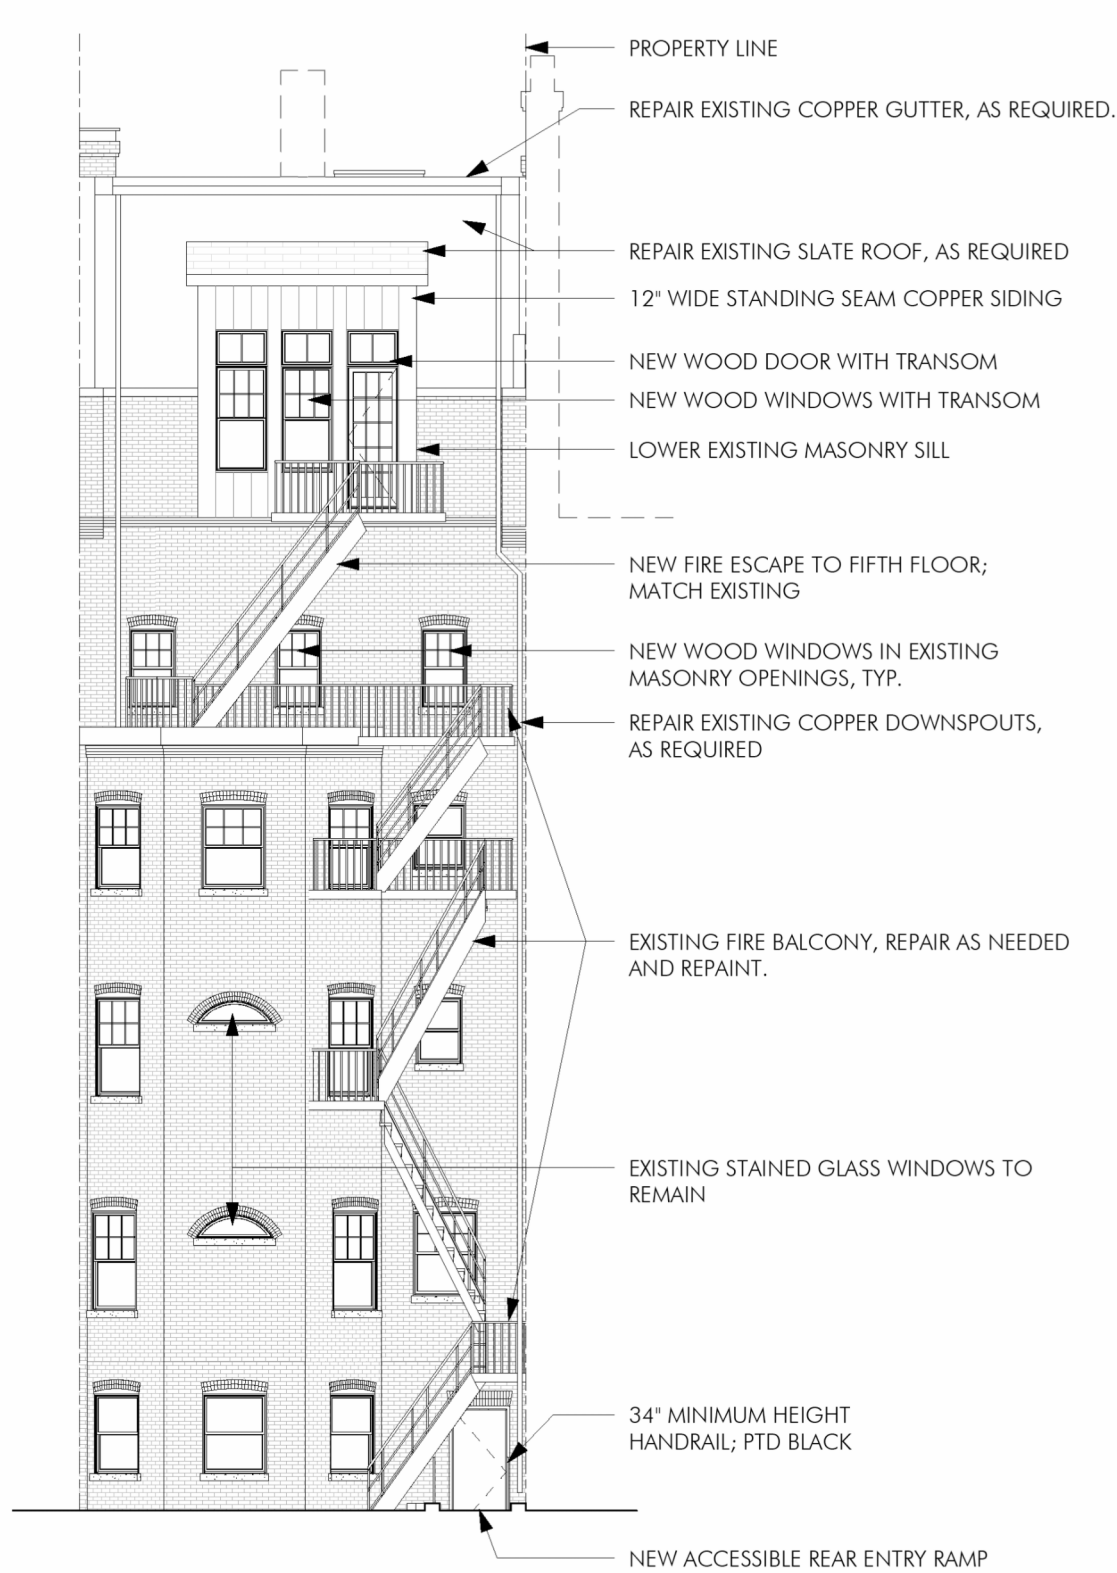 PROPERTY LINE
REPAIR EXISTING COPPER GUTTER, AS REQUIRED.
REPAIR EXISTING SLATE ROOF, AS REQUIRED
12" WIDE STANDING SEAM COPPER SIDING
NEW WOOD DOOR WITH TRANSOM
NEW WOOD WINDOWS WITH TRANSOM
LOWER EXISTING MASONRY SILL
NEW FIRE ESCAPE TO FIFTH FLOOR;
MATCH EXISTING
NEW WOOD WINDOWS IN EXISTING
MASONRY OPENINGS, TYP.
REPAIR EXISTING COPPER DOWNSPOUTS,
AS REQUIRED
EXISTING FIRE BALCONY, REPAIR AS NEEDED
AND REPAINT.
EXISTING STAINED GLASS WINDOWS TO
REMAIN
34" MINIMUM HEIGHT
HANDRAIL; PTD BLACK
NEW ACCESSIBLE REAR ENTRY RAMP